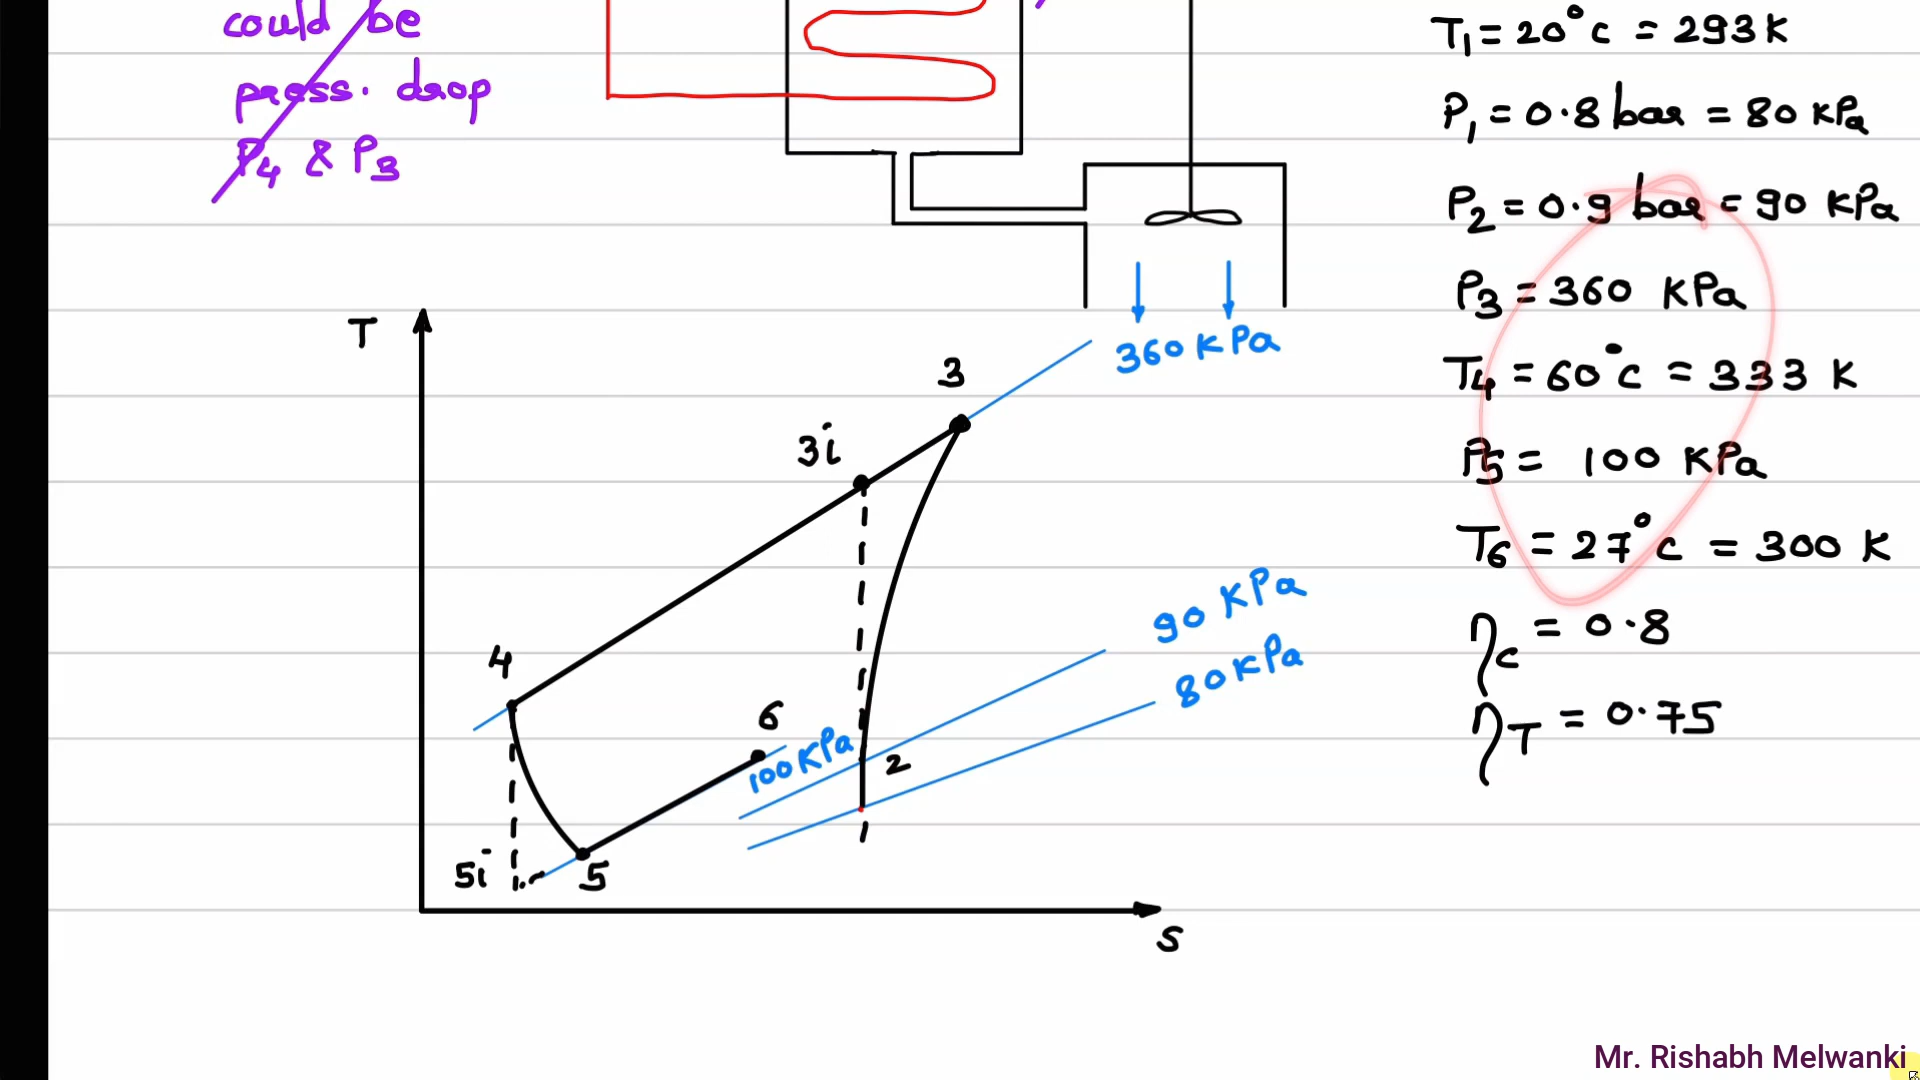 could be
press. drop
P4 & P3
T1 = 20°c = 293 K
P1 = 0.8 bar = 80 KPa
P2 = 0.9 bar = 90 KPa
P3 = 360 KPa
T4 = 60°c = 333 K
P5 = 100 KPa
T6 = 27°c = 300 K
ηc = 0.8
ηT = 0.75
360 KPa
T
3
3i
90 KPa
80 KPa
4
6
100 KPa
2
1
5i
5
S
Mr. Rishabh Melwanki